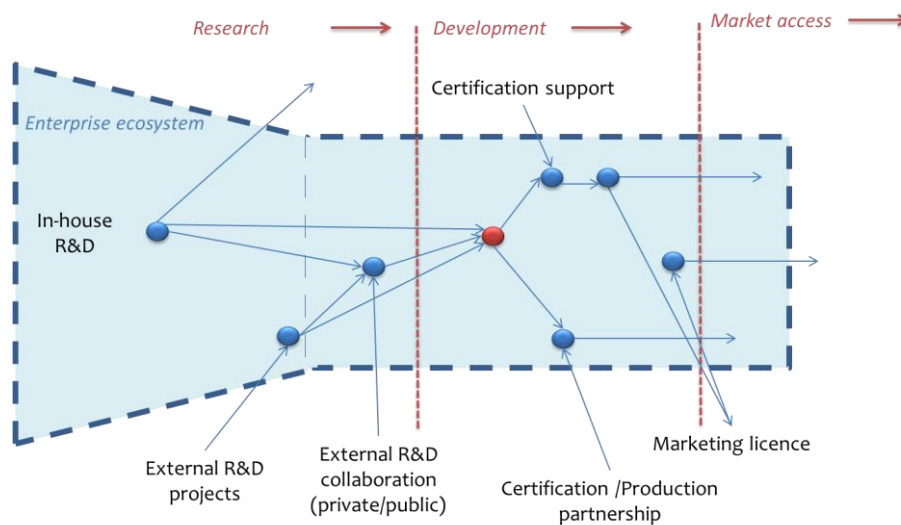 Research
Development
Market access
Certification support
Enterprise ecosystem
In-house
R&D
External R&D
projects
External R&D
collaboration
(private/public)
Certification /Production
partnership
Marketing licence